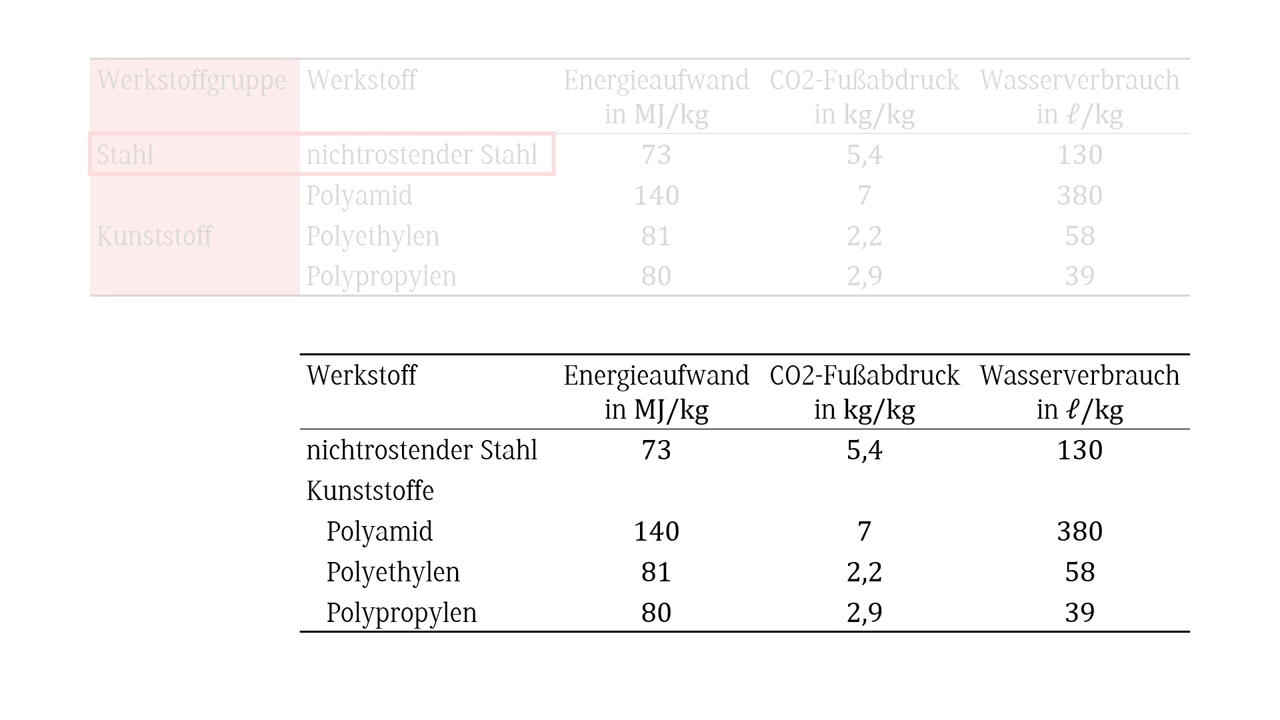 Werkstoffgruppe Werkstoff Energieaufwand CO2-Fußabdruck Wasserverbrauch
in MJ/kg in kg/kg in ℓ/kg
Stahl nichtrostender Stahl 73 5,4 130
Polyamid 140 7 380
Kunststoff Polyethylen 81 2,2 58
Polypropylen 80 2,9 39
Werkstoff Energieaufwand CO2-Fußabdruck Wasserverbrauch
in MJ/kg in kg/kg in ℓ/kg
nichtrostender Stahl 73 5,4 130
Kunststoffe
Polyamid 140 7 380
Polyethylen 81 2,2 58
Polypropylen 80 2,9 39